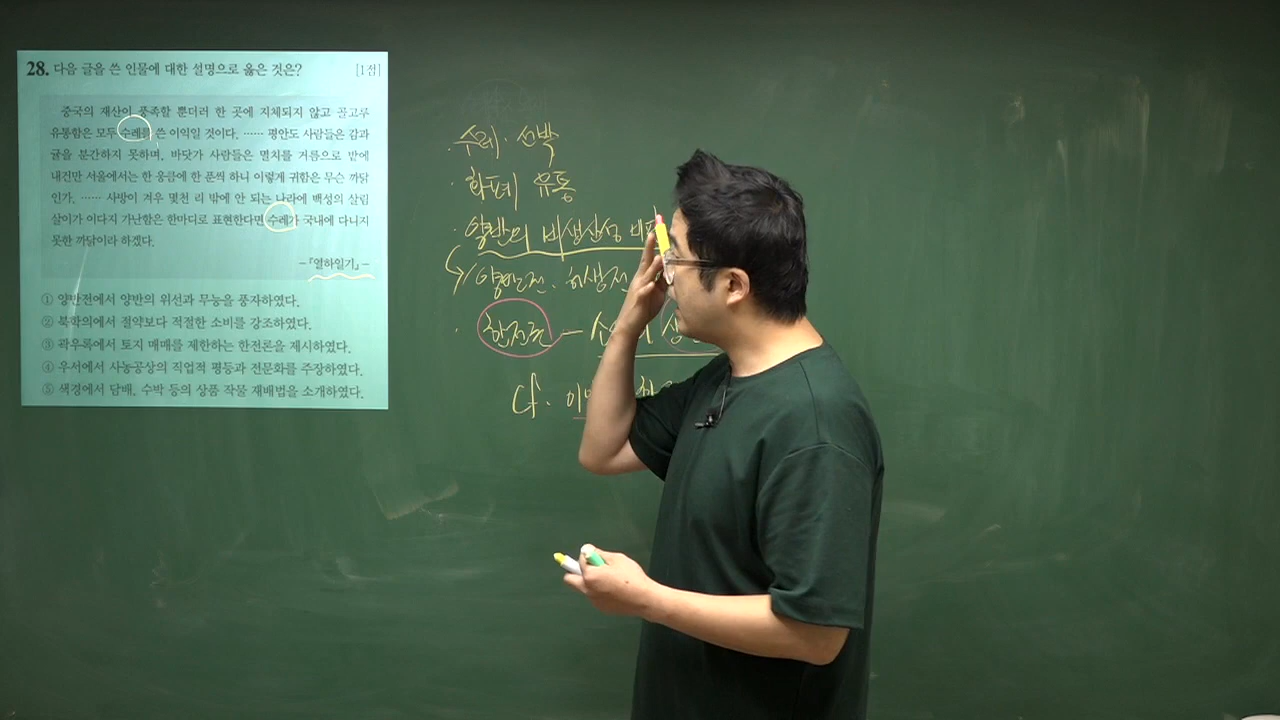 28. 다음 글을 쓴 인물에 대한 설명으로 옳은 것은? [1점]
중국의 재산이 풍족할 뿐더러 한 곳에 지체되지 않고 골고루
유통함은 모두 수레를 쓴 이익일 것이다. …… 평안도 사람들은 감과
귤을 분간하지 못하며, 바닷가 사람들은 멸치를 거름으로 밭에
내건만 서울에서는 한 웅큼에 한 푼씩 하니 이렇게 귀함은 무슨 까닭
인가. …… 사방이 겨우 몇천 리 밖에 안 되는 나라에 백성의 살림
살이가 이다지 가난함은 한마디로 표현한다면 수레가 국내에 다니지
못한 까닭이라 하겠다.
-「열하일기」-
① 양반전에서 양반의 위선과 무능을 풍자하였다.
② 북학의에서 절약보다 적절한 소비를 강조하였다.
③ 곽우록에서 토지 매매를 제한하는 한전론을 제시하였다.
④ 우서에서 사농공상의 직업적 평등과 전문화를 주장하였다.
⑤ 색경에서 담배, 수박 등의 상품 작물 재배법을 소개하였다.
· 수레·선박
· 화폐 유통
· 양반의 비생산성 비판
양반전·허생전
· 한전론 -